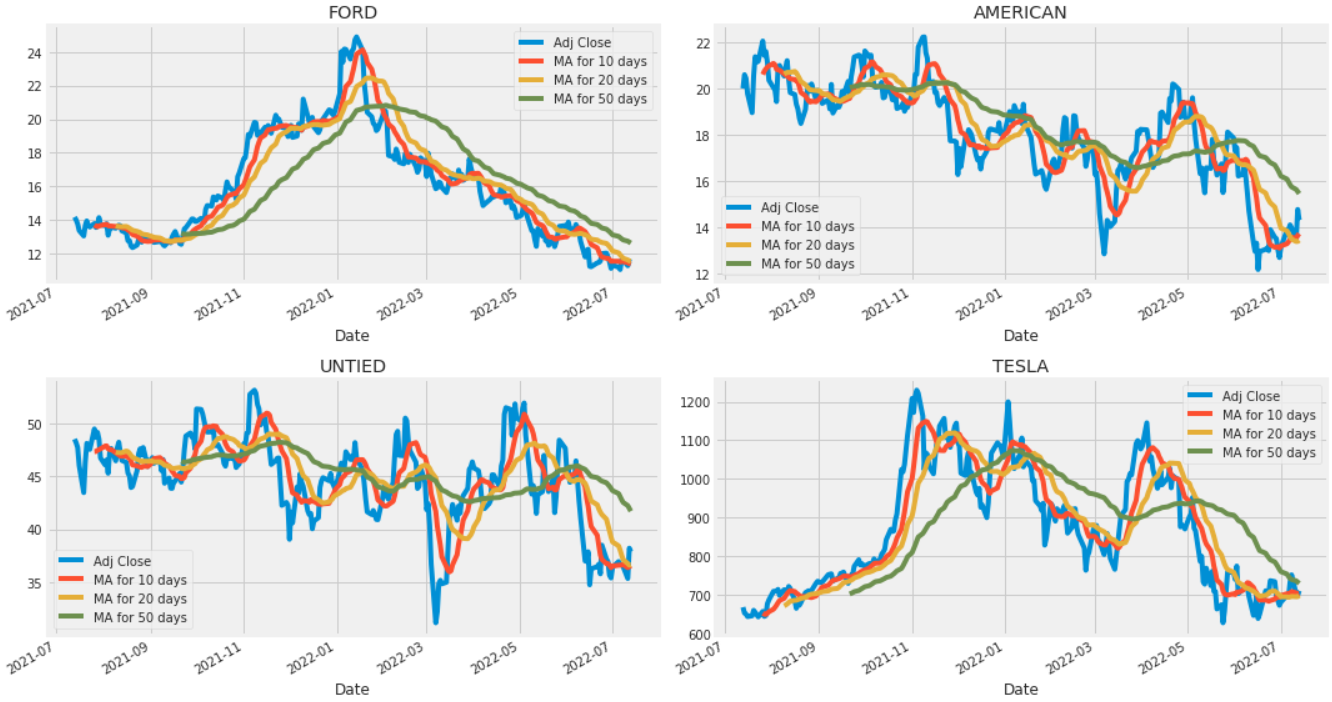 FORD
24
22
20
18
16
14
12
Adj Close
MA for 10 days
MA for 20 days
MA for 50 days
2021-07
2021-09
2021-11
2022-01
2022-03
2022-05
2022-07
Date
AMERICAN
22
20
18
16
14
12
Adj Close
MA for 10 days
MA for 20 days
MA for 50 days
2021-07
2021-09
2021-11
2022-01
2022-03
2022-05
2022-07
Date
UNTIED
50
45
40
35
Adj Close
MA for 10 days
MA for 20 days
MA for 50 days
2021-07
2021-09
2021-11
2022-01
2022-03
2022-05
2022-07
Date
TESLA
1200
1100
1000
900
800
700
600
Adj Close
MA for 10 days
MA for 20 days
MA for 50 days
2021-07
2021-09
2021-11
2022-01
2022-03
2022-05
2022-07
Date